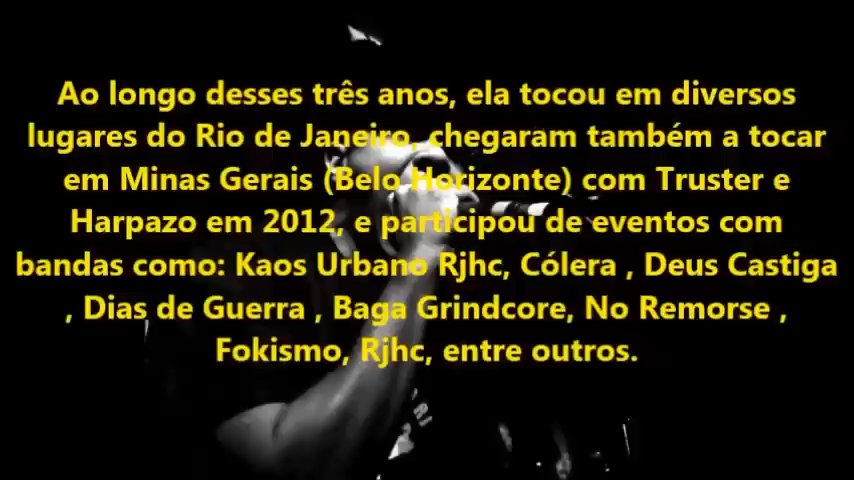 Ao longo desses três anos, ela tocou em diversos
lugares do Rio de Janeiro, chegaram também a tocar
em Minas Gerais (Belo Horizonte) com Truster e
Harpazo em 2012, e participou de eventos com
bandas como: Kaos Urbano Rjhc, Cólera , Deus Castiga
, Dias de Guerra , Baga Grindcore, No Remorse ,
Fokismo, Rjhc, entre outros.